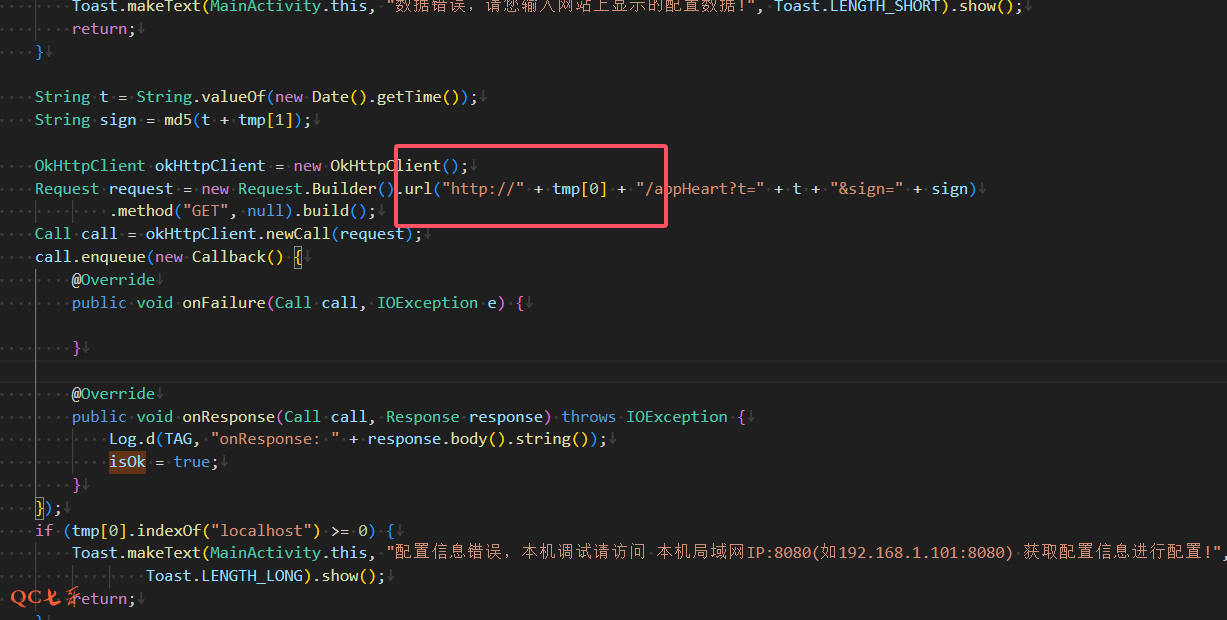 Toast.makeText(MainActivity.this, "数据错误，请您输入网站上显示的配置数据!", Toast.LENGTH_SHORT).show();
return;
}
String t = String.valueOf(new Date().getTime());
String sign = md5(t + tmp[1]);
OkHttpClient okHttpClient = new OkHttpClient();
Request request = new Request.Builder().url("http://" + tmp[0] + "/appHeart?t=" + t + "&sign=" + sign)
.method("GET", null).build();
Call call = okHttpClient.newCall(request);
call.enqueue(new Callback() {
@Override
public void onFailure(Call call, IOException e) {
}
@Override
public void onResponse(Call call, Response response) throws IOException {
Log.d(TAG, "onResponse: " + response.body().string());
isOk = true;
}
});
if (tmp[0].indexOf("localhost") >= 0) {
Toast.makeText(MainActivity.this, "配置信息错误，本机调试请访问 本机局域网IP:8080(如192.168.1.101:8080) 获取配置信息进行配置!",
Toast.LENGTH_LONG).show();
QC七彩
return;
}